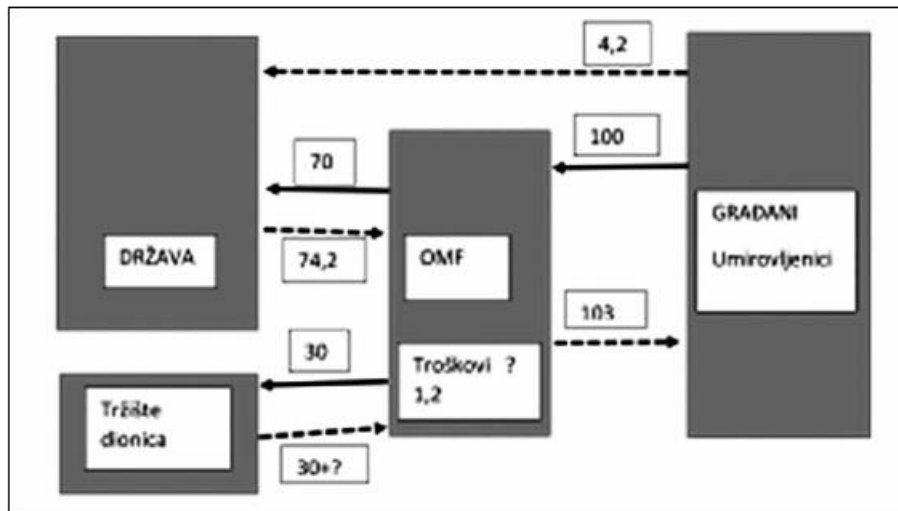 4,2
100
70
GRAĐANI
Umirovljenici
DRŽAVA
74,2
OMF
103
30
Troškovi ?
1,2
Tržište
dionica
30+?